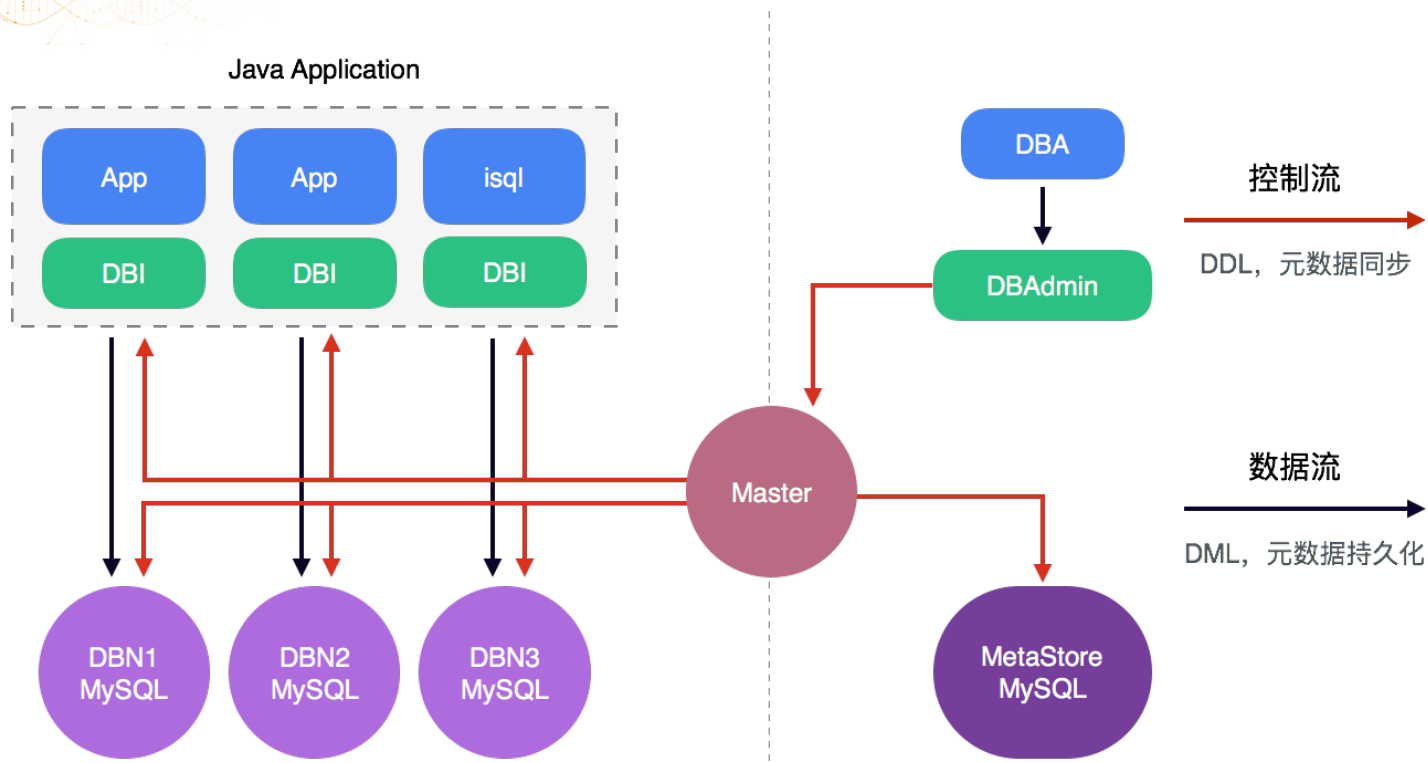 Java Application
App
App
isql
DBI
DBI
DBI
DBA
DBAdmin
控制流
DDL，元数据同步
Master
数据流
DML，元数据持久化
DBN1
MySQL
DBN2
MySQL
DBN3
MySQL
MetaStore
MySQL